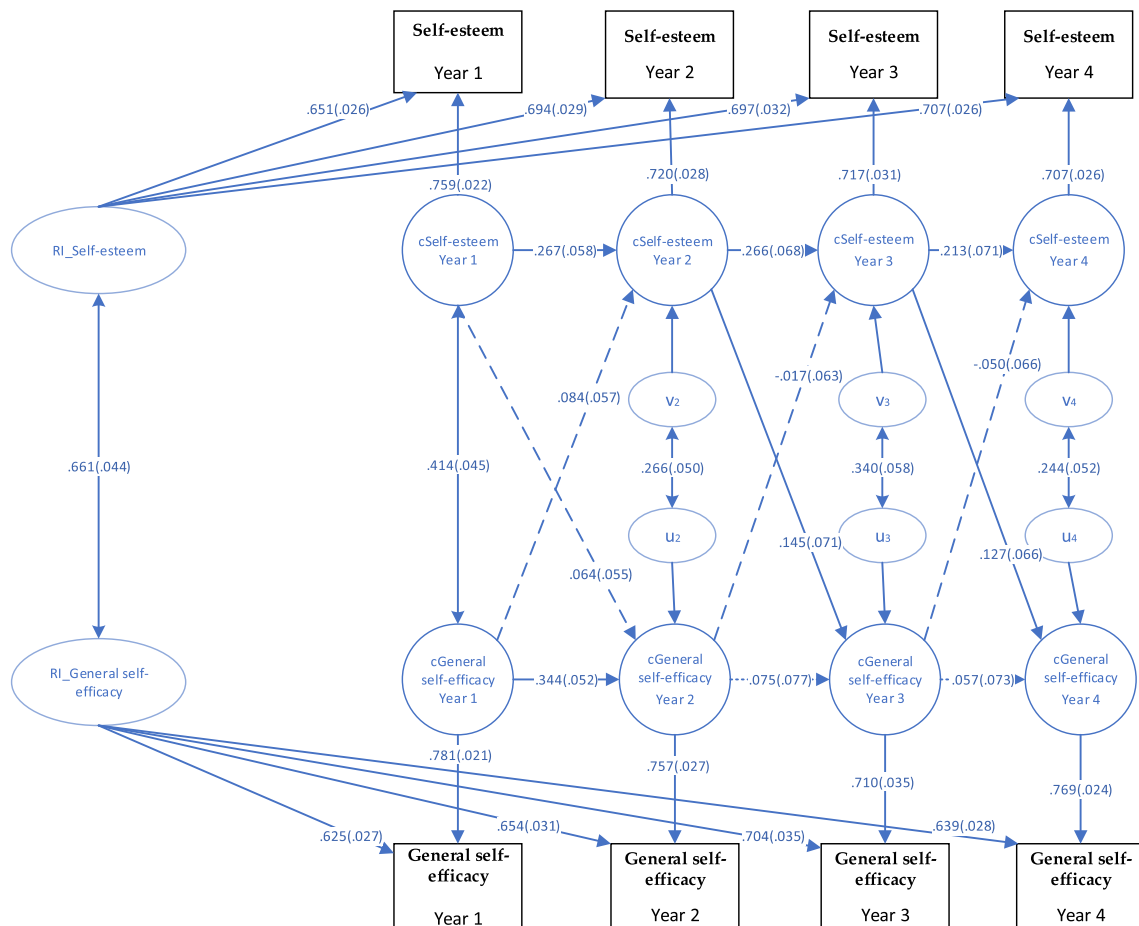 Self-esteem
Year 1
Self-esteem
Year 2
Self-esteem
Year 3
Self-esteem
Year 4
.651(.026)
.694(.029)
.697(.032)
.707(.026)
.759(.022)
.720(.028)
.717(.031)
.707(.026)
RI_Self-esteem
cSelf-esteem
Year 1
.267(.058)
cSelf-esteem
Year 2
.266(.068)
cSelf-esteem
Year 3
.213(.071)
cSelf-esteem
Year 4
.084(.057)
v2
-.017(.063)
v3
-.050(.066)
v4
.661(.044)
.414(.045)
.266(.050)
.340(.058)
.244(.052)
.064(.055)
u2
.145(.071)
u3
.127(.066)
u4
RI_General self-
efficacy
cGeneral
self-efficacy
Year 1
.344(.052)
cGeneral
self-efficacy
Year 2
.075(.077)
cGeneral
self-efficacy
Year 3
.057(.073)
cGeneral
self-efficacy
Year 4
.781(.021)
.757(.027)
.710(.035)
.769(.024)
.625(.027)
.654(.031)
.704(.035)
.639(.028)
General self-
efficacy
Year 1
General self-
efficacy
Year 2
General self-
efficacy
Year 3
General self-
efficacy
Year 4